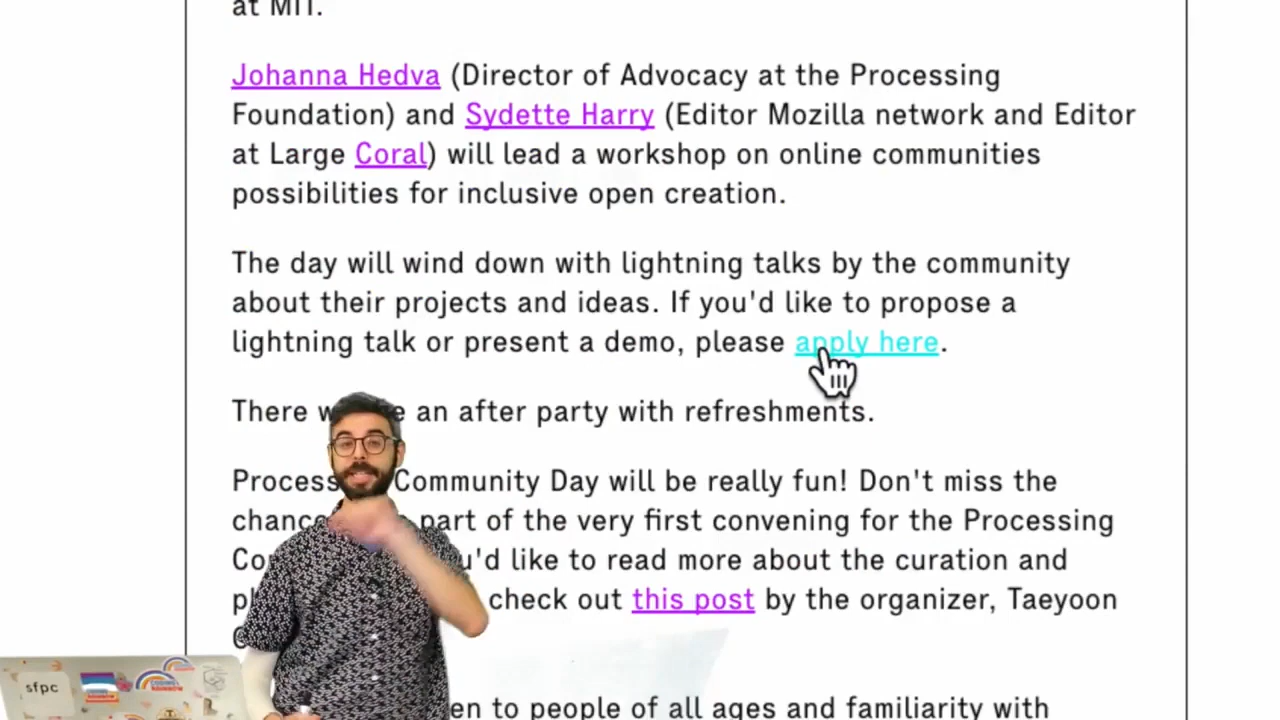 at MIT.
Johanna Hedva (Director of Advocacy at the Processing
Foundation) and Sydette Harry (Editor Mozilla network and Editor
at Large Coral) will lead a workshop on online communities
possibilities for inclusive open creation.
The day will wind down with lightning talks by the community
about their projects and ideas. If you'd like to propose a
lightning talk or present a demo, please apply here.
There an after party with refreshments.
Process Community Day will be really fun! Don't miss the
chance part of the very first convening for the Processing
Co u'd like to read more about the curation and
check out this post by the organizer, Taeyoon
en to people of all ages and familiarity with
sfpc